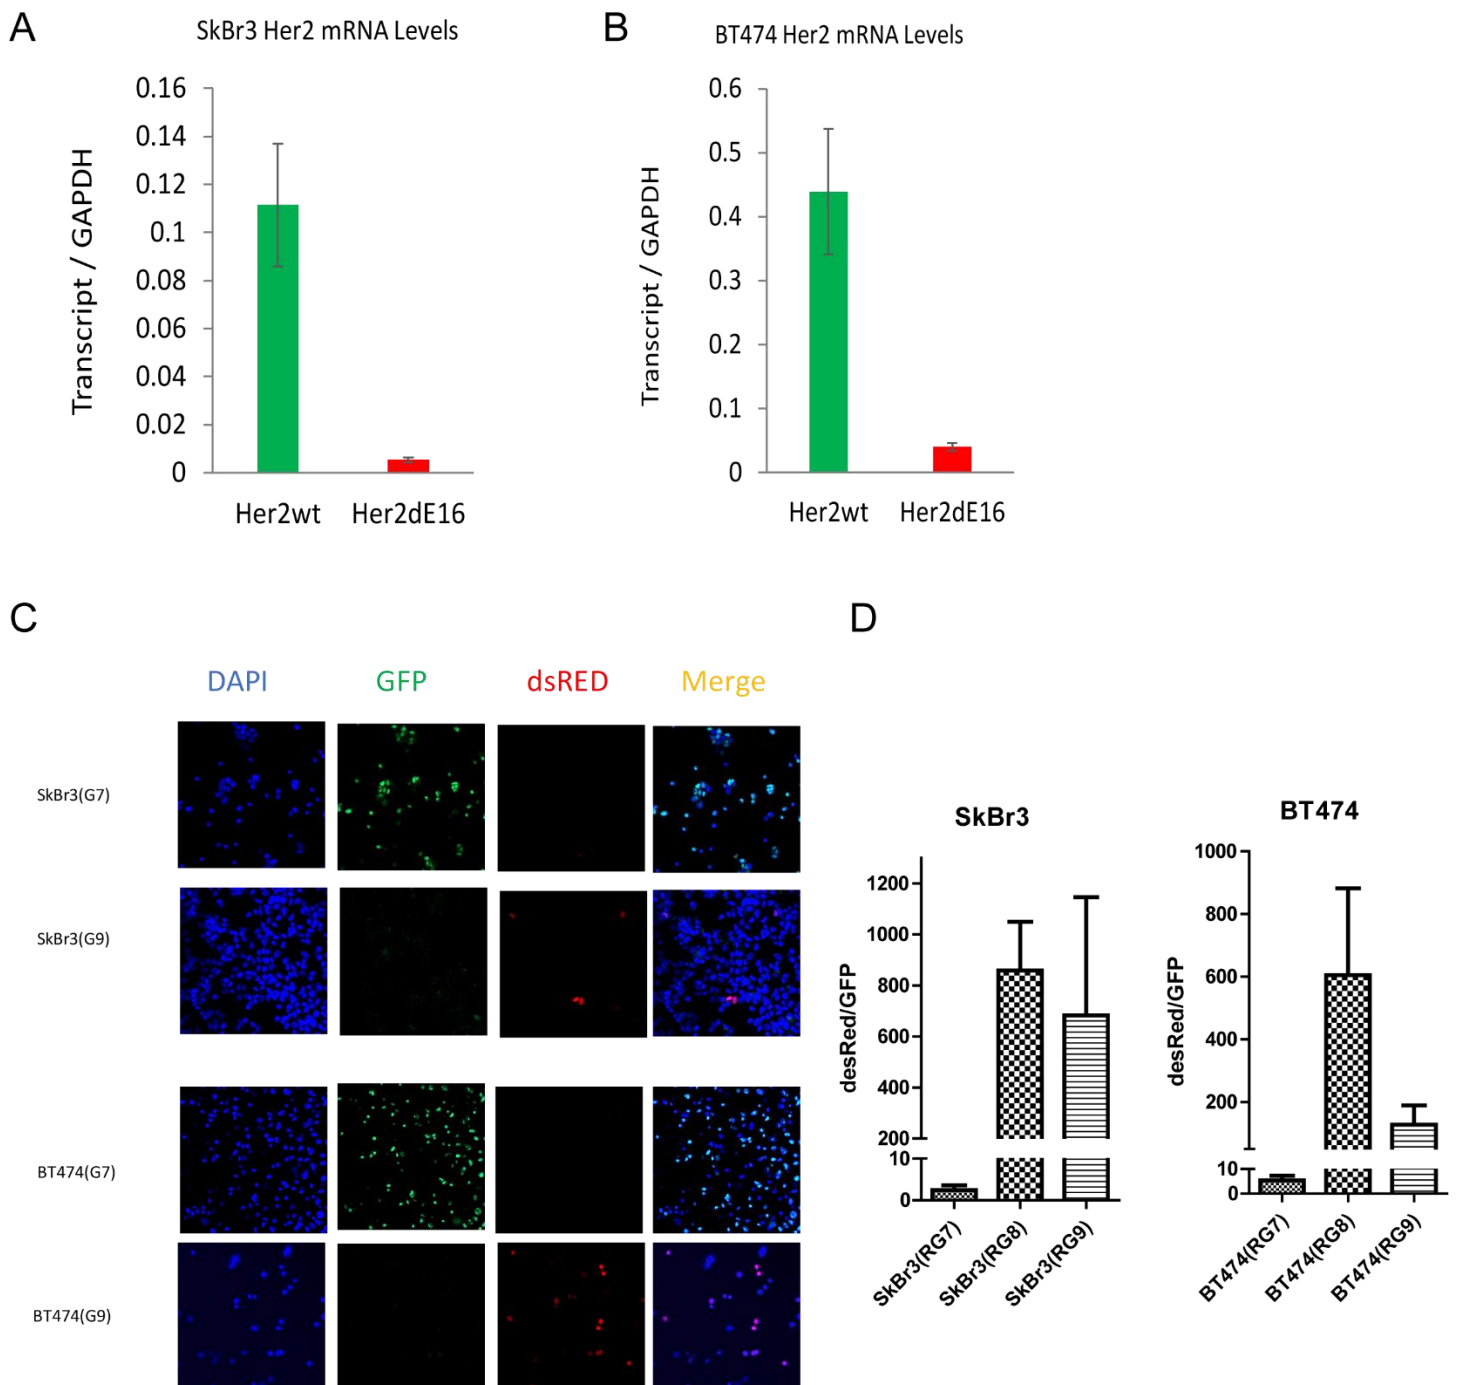 A
SkBr3 Her2 mRNA Levels
Transcript / GAPDH
0.16
0.14
0.12
0.1
0.08
0.06
0.04
0.02
0
Her2wt Her2dE16
B
BT474 Her2 mRNA Levels
Transcript / GAPDH
0.6
0.5
0.4
0.3
0.2
0.1
0
Her2wt Her2dE16
C
DAPI GFP dsRED Merge
SkBr3(G7)
SkBr3(G9)
BT474(G7)
BT474(G9)
D
SkBr3
desRed/GFP
1200
1000
800
600
400
200
10
0
SkBr3(RG7)
SkBr3(RG8)
SkBr3(RG9)
BT474
desRed/GFP
1000
800
600
400
200
10
0
BT474(RG7)
BT474(RG8)
BT474(RG9)